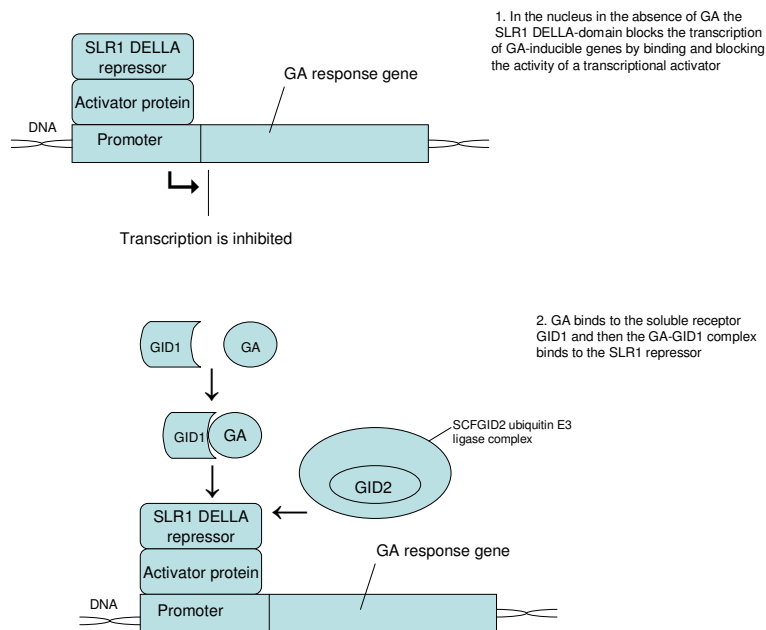 1. In the nucleus in the absence of GA the
SLR1 DELLA-domain blocks the transcription
of GA-inducible genes by binding and blocking
the activity of a transcriptional activator
SLR1 DELLA
repressor
GA response gene
Activator protein
DNA
Promoter
Transcription is inhibited
2. GA binds to the soluble receptor
GID1 and then the GA-GID1 complex
binds to the SLR1 repressor
GID1
GA
GID1
GA
SCFGID2 ubiquitin E3
ligase complex
GID2
SLR1 DELLA
repressor
GA response gene
Activator protein
DNA
Promoter